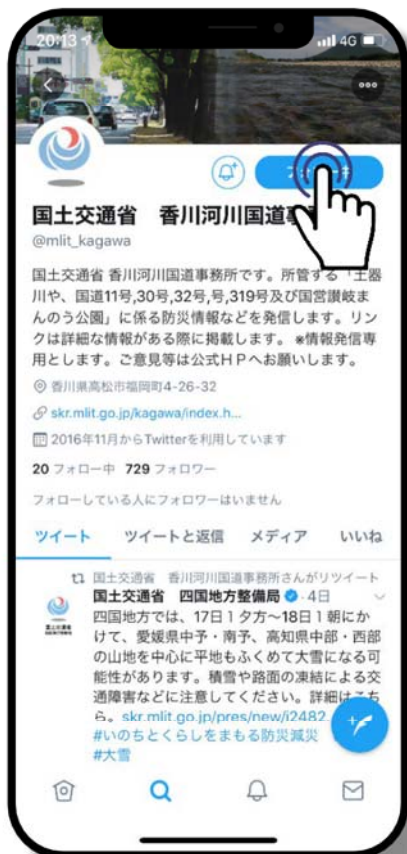 20:13
4G
国土交通省　香川河川国道事
@mlit_kagawa
国土交通省 香川河川国道事務所です。所管する「土器
川や、国道11号,30号,32号,号,319号及び国営讃岐ま
んのう公園」に係る防災情報などを発信します。リン
クは詳細な情報がある際に掲載します。 ※情報発信専
用とします。ご意見等は公式ＨＰへお願いします。
香川県高松市福岡町4-26-32
skr.mlit.go.jp/kagawa/index.h...
2016年11月からTwitterを利用しています
20 フォロー中 729 フォロワー
フォローしている人にフォロワーはいません
ツイート ツイートと返信 メディア いいね
国土交通省　香川河川国道事務所さんがリツイート
国土交通省　四国地方整備局 · 4日
四国地方では、17日１夕方～18日１朝にか
けて、愛媛県中予・南予、高知県中部・西部
の山地を中心に平地もふくめて大雪になる可
能性があります。積雪や路面の凍結による交
通障害などに注意してください。詳細はこち
ら。skr.mlit.go.jp/pres/new/i2482
#いのちとくらしをまもる防災減災
#大雪